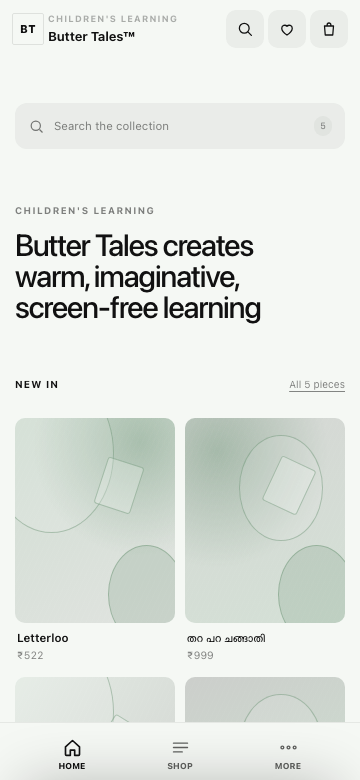 BT
CHILDREN'S LEARNING
Butter Tales™
Search the collection
5
CHILDREN'S LEARNING
Butter Tales creates
warm, imaginative,
screen-free learning
NEW IN
All 5 pieces
Letterloo
₹522
തറ പറ ചങ്ങാതി
₹999
HOME
SHOP
MORE